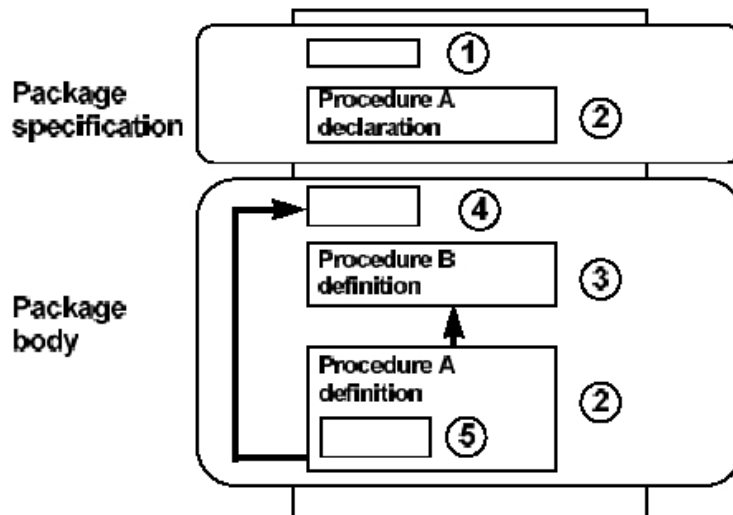 1
Package
specification
Procedure A
declaration
2
4
Procedure B
definition
3
Package
body
Procedure A
definition
2
5